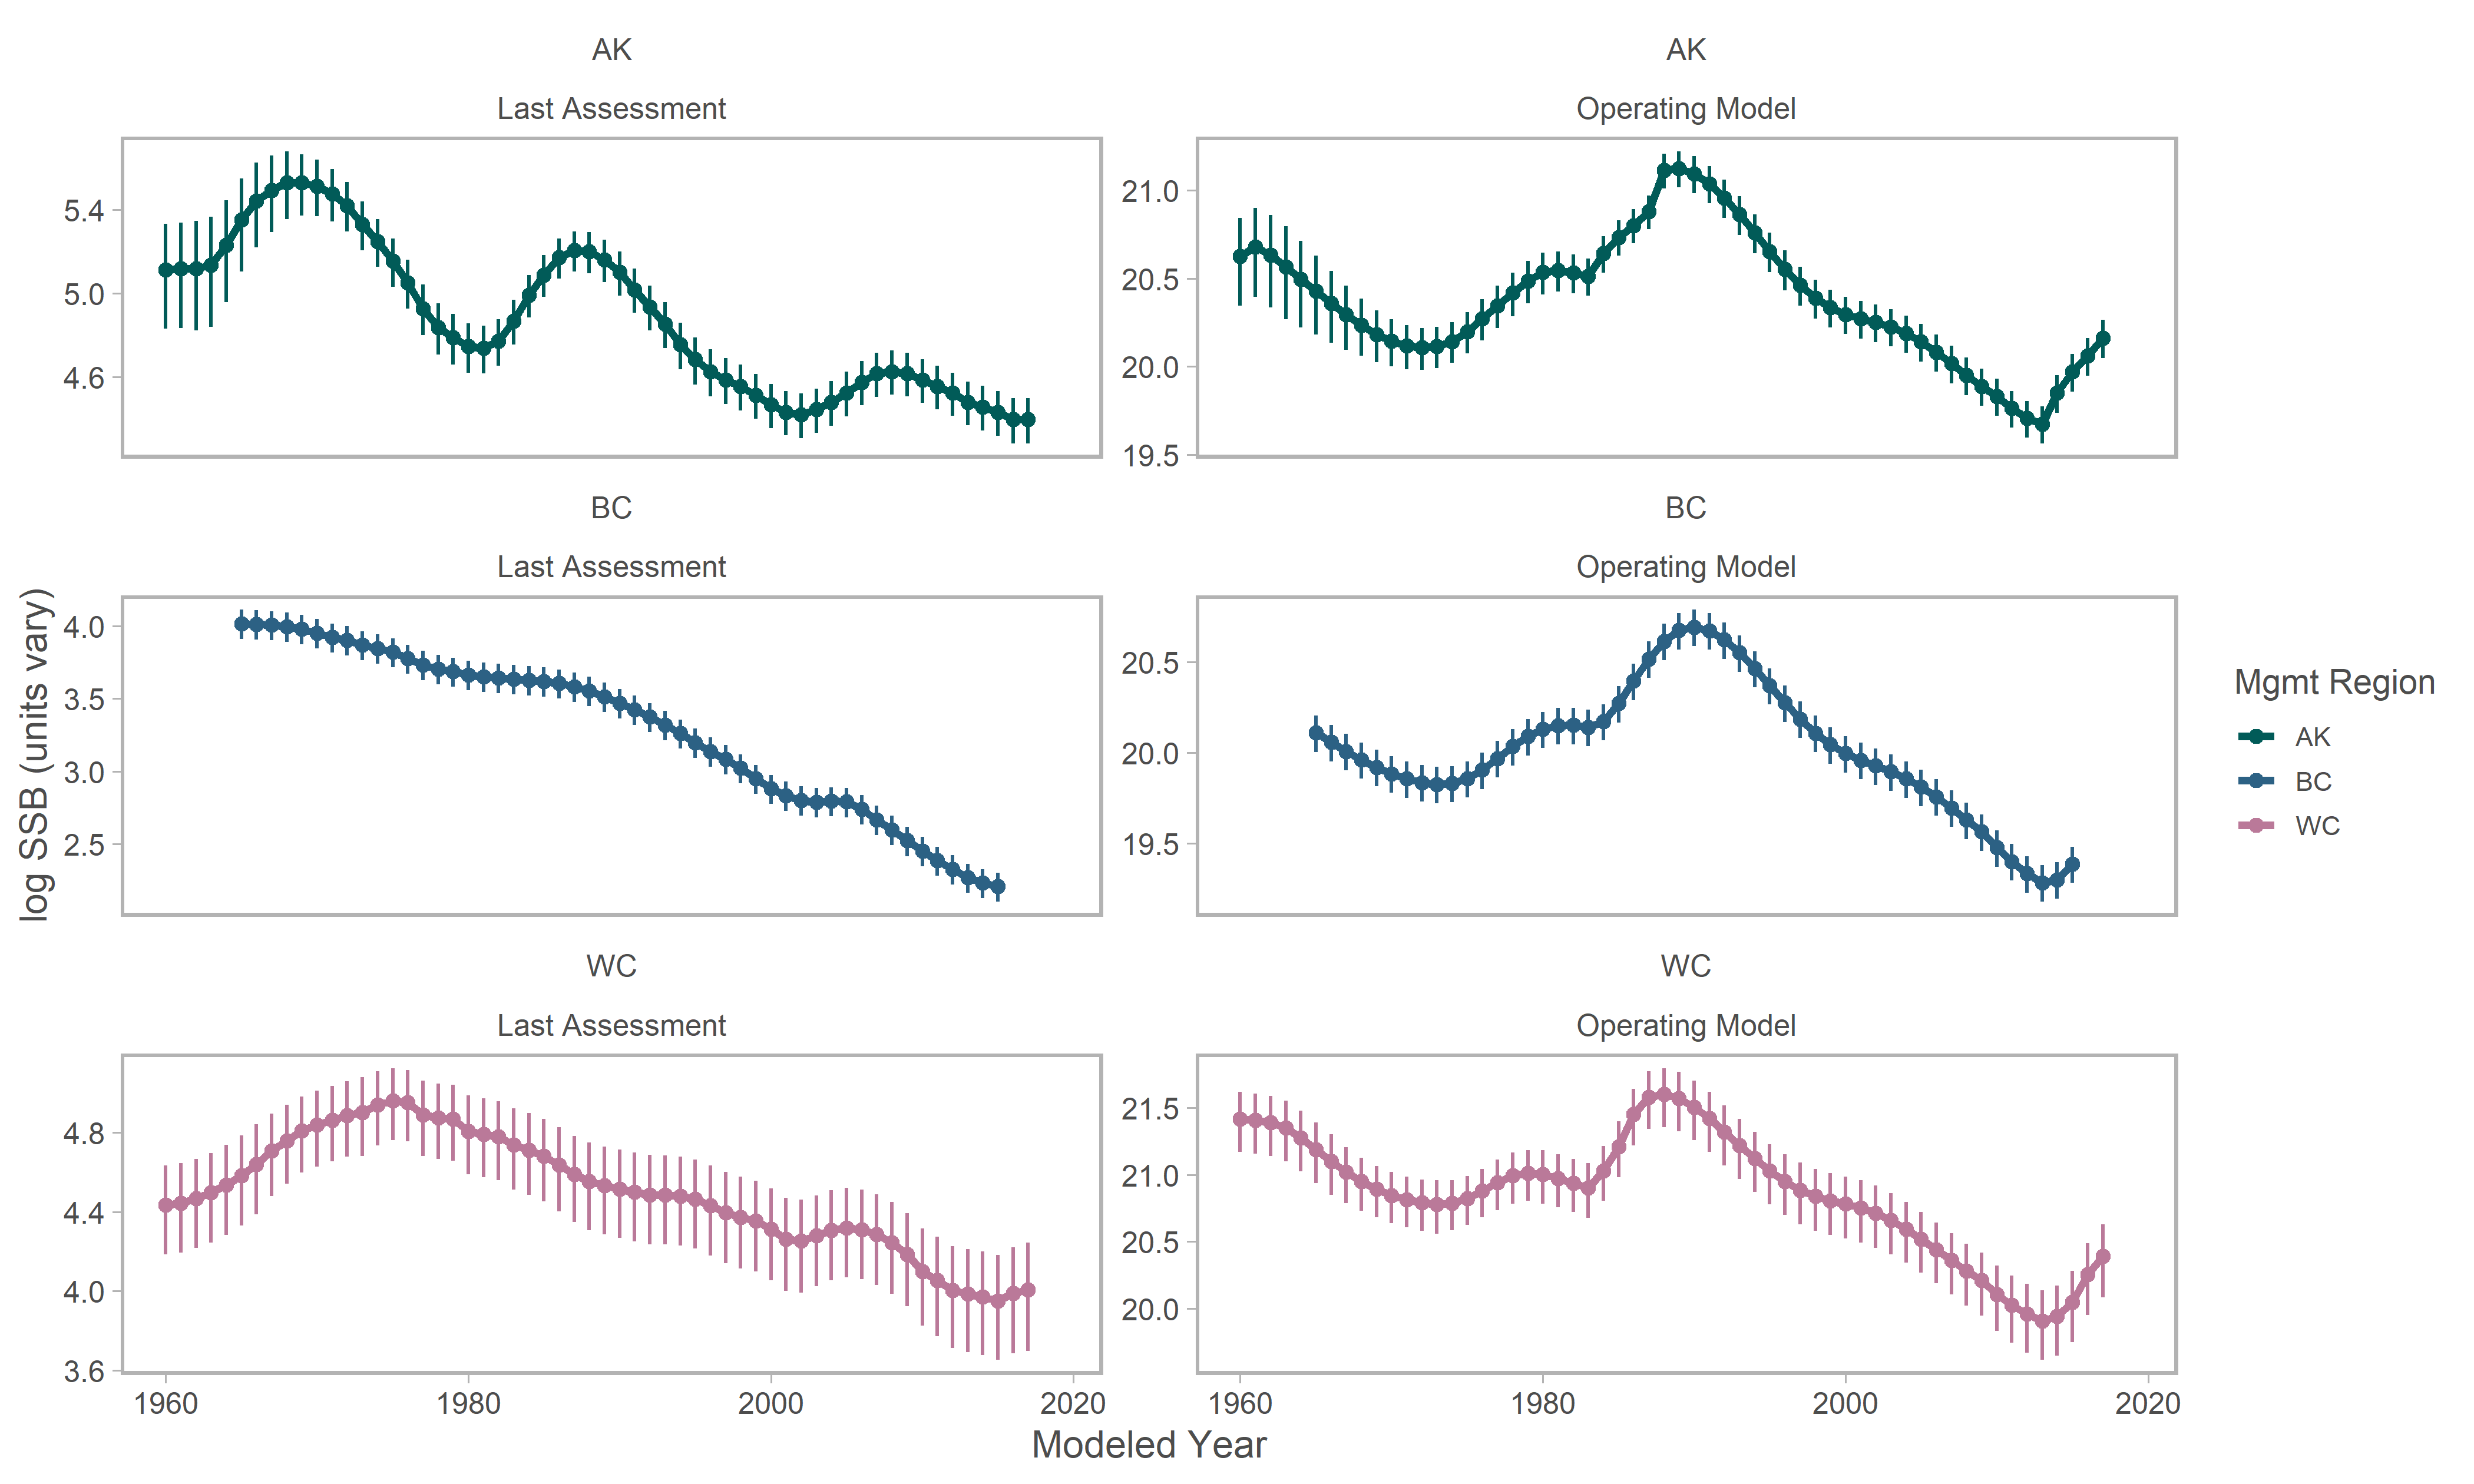 AK
Last Assessment
5.4
5.0
4.6
AK
Operating Model
21.0
20.5
20.0
19.5
BC
Last Assessment
4.0
3.5
3.0
2.5
BC
Operating Model
20.5
20.0
19.5
WC
Last Assessment
4.8
4.4
4.0
3.6
1960 1980 2000 2020
WC
Operating Model
21.5
21.0
20.5
20.0
1960 1980 2000 2020
log SSB (units vary)
Modeled Year
Mgmt Region
AK
BC
WC